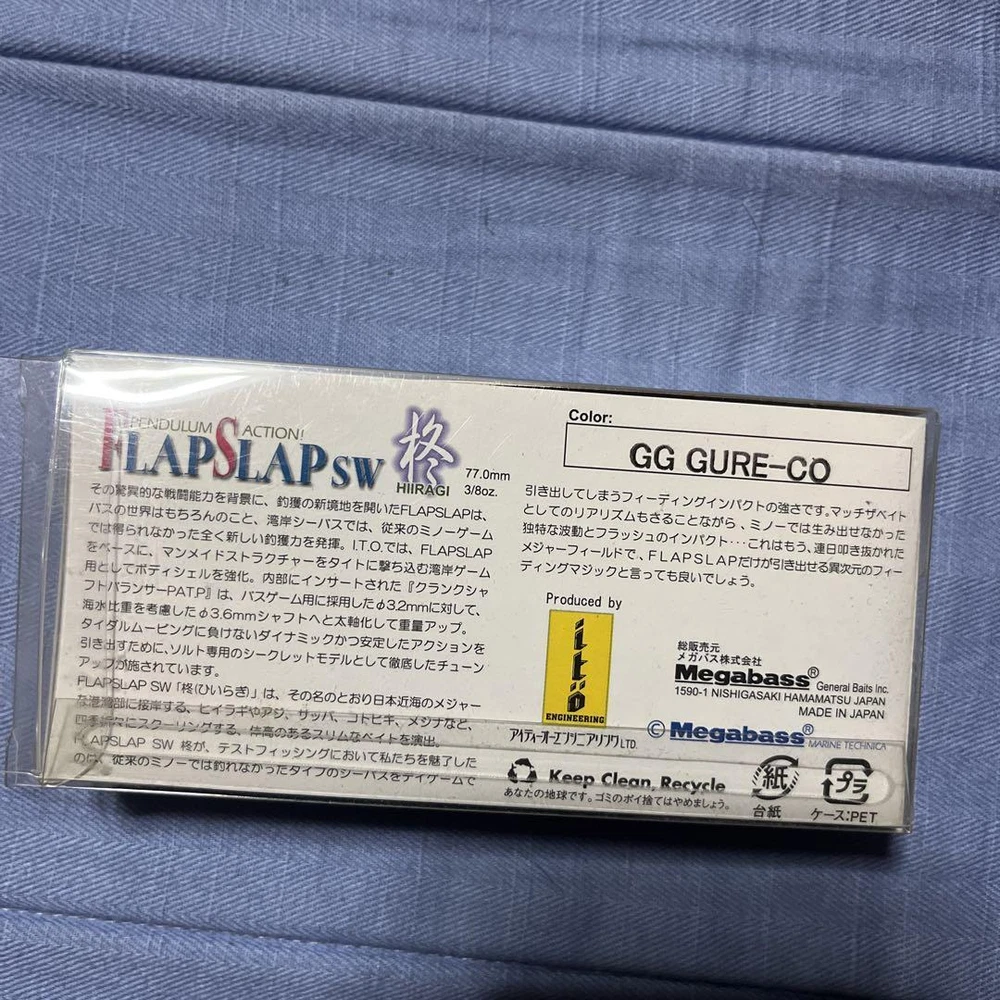 PENDULUM ACTION!
FLAPSLAP SW 柊
HIIRAGI
77.0mm
3/8oz.
その驚異的な戦闘能力を背景に、釣獲の新境地を開いたFLAPSLAPは、
バスの世界はもちろんのこと、湾岸シーバスでは、従来のミノーゲーム
では得られなかった全く新しい釣獲力を発揮。I.T.O.では、FLAPSLAP
をベースに、マンメイドストラクチャーをタイトに撃ち込む湾岸ゲーム
用としてボディシェルを強化。内部にインサートされた『クランクシャ
フトバランサーPAT.P』は、バスゲーム用に採用したφ3.2mmに対して、
海水比重を考慮したφ3.6mmシャフトへと太軸化して重量アップ。
タイダルムービングに負けないダイナミックかつ安定したアクションを
引き出すために、ソルト専用のシークレットモデルとして徹底したチューン
アップが施されています。
FLAPSLAP SW「柊(ひいらぎ)」は、その名のとおり日本近海のメジャー
な港湾部に接岸する、ヒイラギやアジ、サッパ、コトヒキ、メジナなど、
四季折々にスクーリングする、体高のあるスリムなベイトを演出。
FLAPSLAP SW 柊が、テストフィッシングにおいて私たちを魅了した
のは、従来のミノーでは釣れなかったタイプのシーバスをデイゲームで
Color:
GG GURE-CO
引き出してしまうフィーディングインパクトの強さです。マッチザベイト
としてのリアリズムもさることながら、ミノーでは生み出せなかった
独特な波動とフラッシュのインパクト…これはもう、連日叩き抜かれた
メジャーフィールドで、FLAPSLAPだけが引き出せる異次元のフィー
ディングマジックと言っても良いでしょう。
Produced by
ito
ENGINEERING
アイティーオーエンジニアリングLTD.
総販売元
メガバス株式会社
Megabass® General Baits Inc.
1590-1 NISHIGASAKI HAMAMATSU JAPAN
MADE IN JAPAN
© Megabass® MARINE TECHNICA
Keep Clean, Recycle
あなたの地球です。ゴミのポイ捨てはやめましょう。
紙
台紙
プラ
ケース:PET